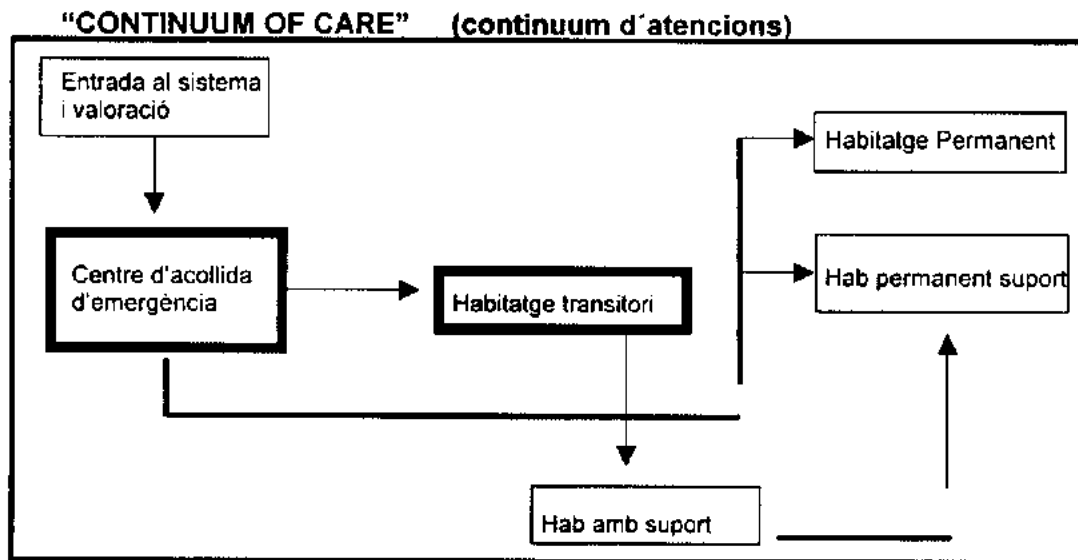 “CONTINUUM OF CARE” (continuum d´atencions)
Entrada al sistema
i valoració
Habitatge Permanent
Centre d'acollida
d'emergència
Habitatge transitori
Hab permanent suport
Hab amb suport